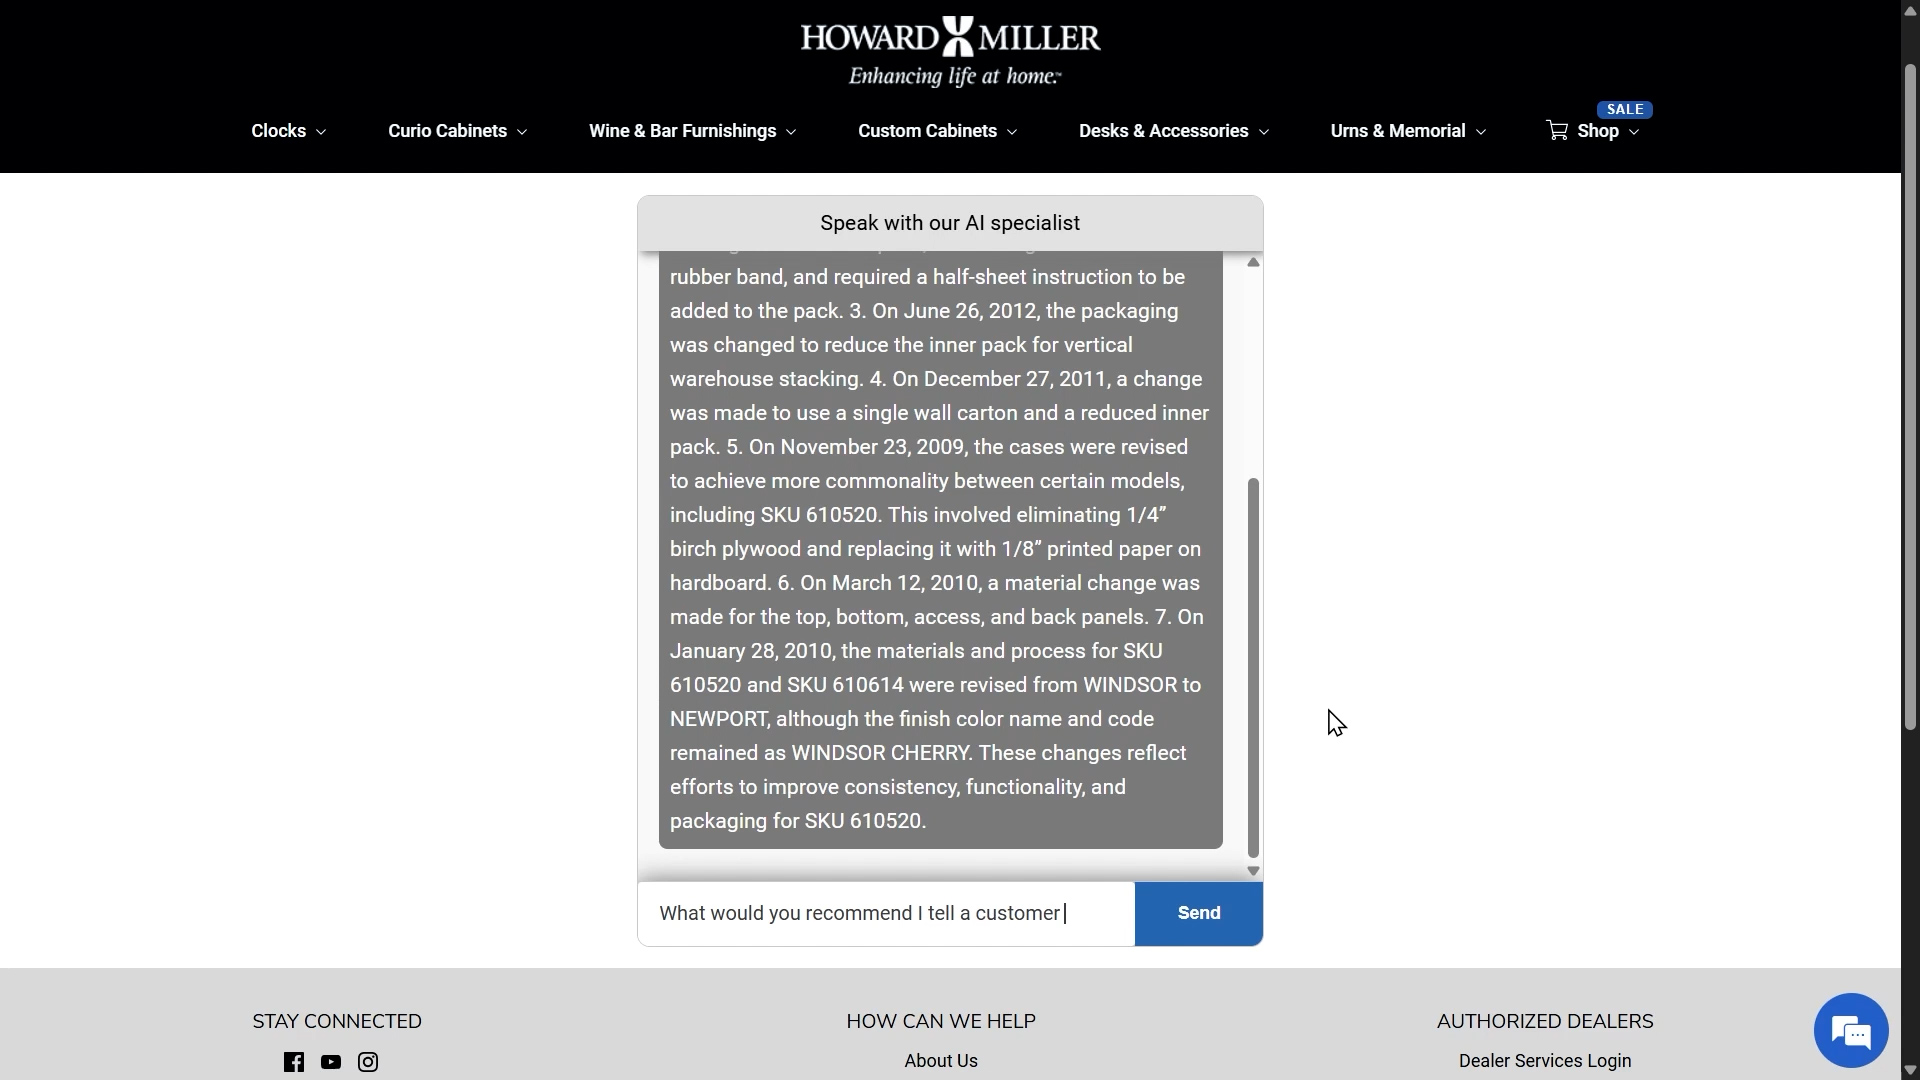 HOWARD MILLER
Enhancing life at home.™
SALE
Clocks
Curio Cabinets
Wine & Bar Furnishings
Custom Cabinets
Desks & Accessories
Urns & Memorial
Shop
Speak with our AI specialist
rubber band, and required a half-sheet instruction to be
added to the pack. 3. On June 26, 2012, the packaging
was changed to reduce the inner pack for vertical
warehouse stacking. 4. On December 27, 2011, a change
was made to use a single wall carton and a reduced inner
pack. 5. On November 23, 2009, the cases were revised
to achieve more commonality between certain models,
including SKU 610520. This involved eliminating 1/4”
birch plywood and replacing it with 1/8” printed paper on
hardboard. 6. On March 12, 2010, a material change was
made for the top, bottom, access, and back panels. 7. On
January 28, 2010, the materials and process for SKU
610520 and SKU 610614 were revised from WINDSOR to
NEWPORT, although the finish color name and code
remained as WINDSOR CHERRY. These changes reflect
efforts to improve consistency, functionality, and
packaging for SKU 610520.
What would you recommend I tell a customer
Send
STAY CONNECTED
HOW CAN WE HELP
AUTHORIZED DEALERS
About Us
Dealer Services Login